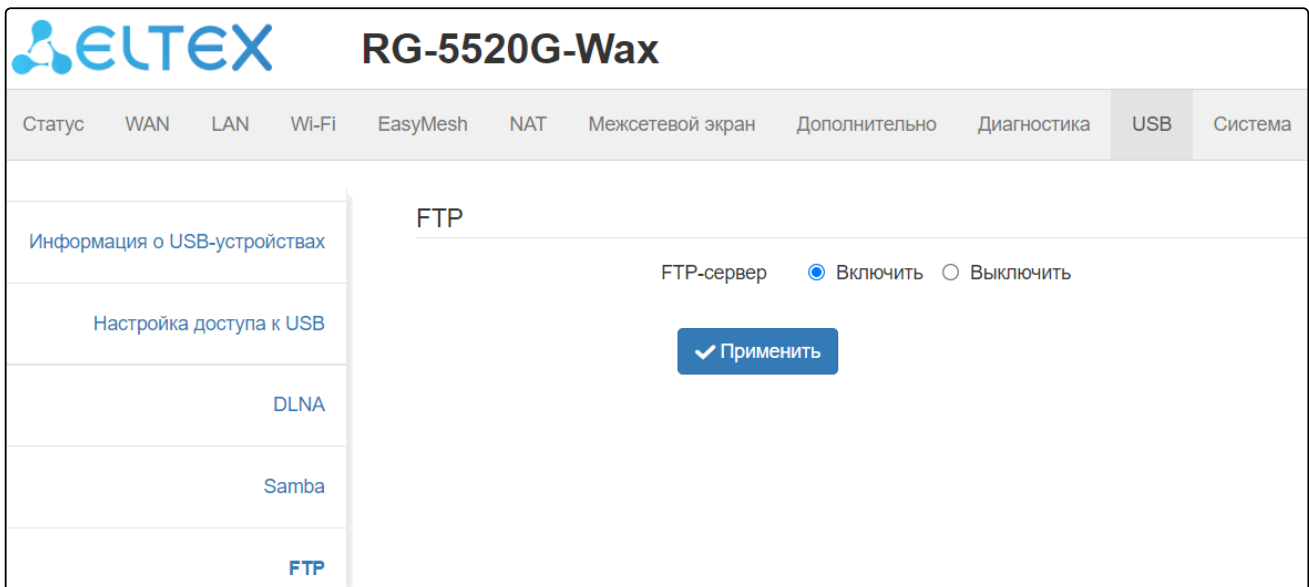 ELTEX RG-5520G-Wax
Статус WAN LAN Wi-Fi EasyMesh NAT Межсетевой экран Дополнительно Диагностика USB Система
FTP
Информация о USB-устройствах
FTP-сервер Включить Выключить
Настройка доступа к USB
Применить
DLNA
Samba
FTP